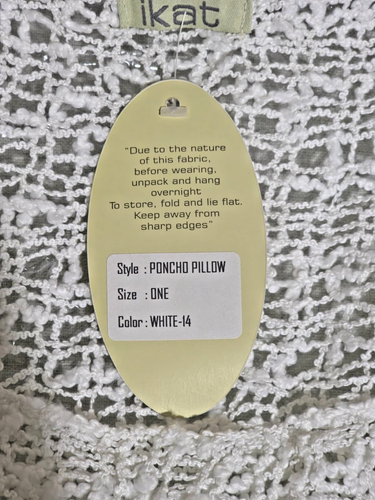 ikat
"Due to the nature
of this fabric,
before wearing,
unpack and hang
overnight
To store, fold and lie flat.
Keep away from
sharp edges"
Style : PONCHO PILLOW
Size : ONE
Color : WHITE-14